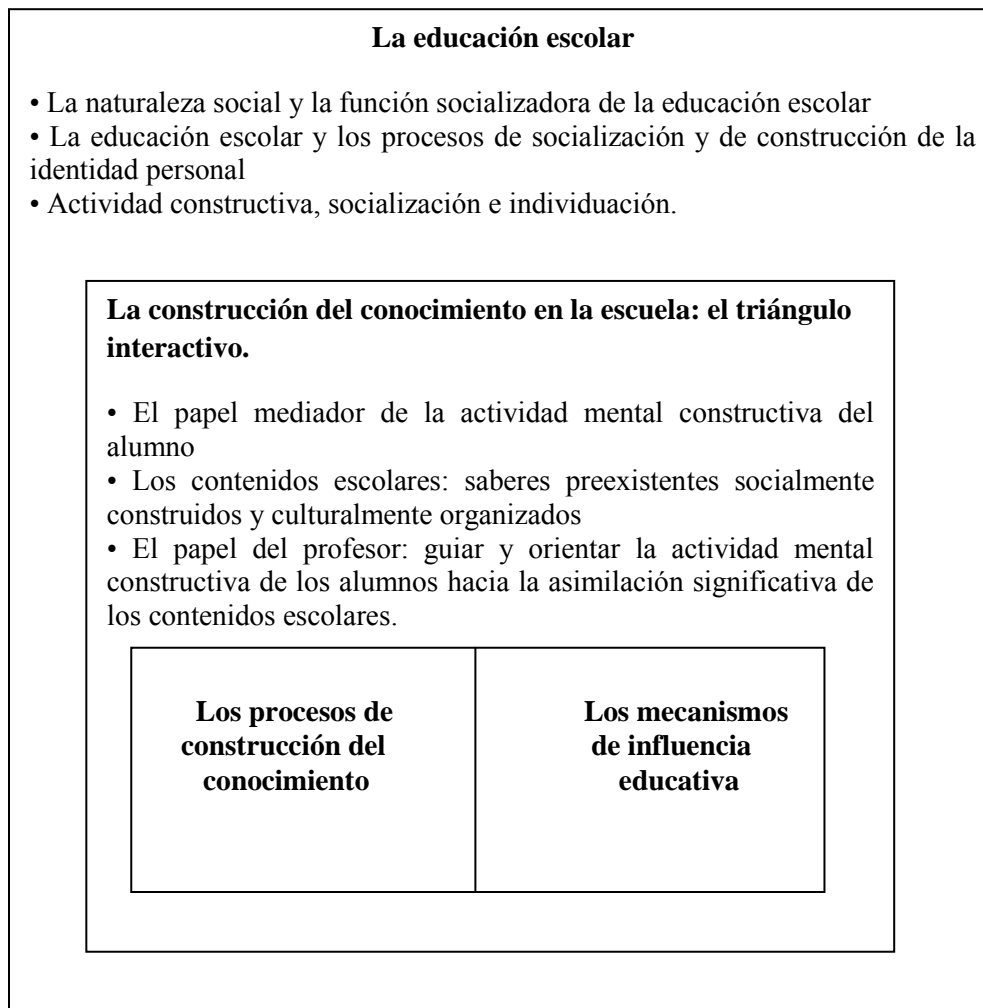 La educación escolar
• La naturaleza social y la función socializadora de la educación escolar
• La educación escolar y los procesos de socialización y de construcción de la
identidad personal
• Actividad constructiva, socialización e individuación.
La construcción del conocimiento en la escuela: el triángulo
interactivo.
• El papel mediador de la actividad mental constructiva del
alumno
• Los contenidos escolares: saberes preexistentes socialmente
construidos y culturalmente organizados
• El papel del profesor: guiar y orientar la actividad mental
constructiva de los alumnos hacia la asimilación significativa de
los contenidos escolares.
Los procesos de
construcción del
conocimiento
Los mecanismos
de influencia
educativa